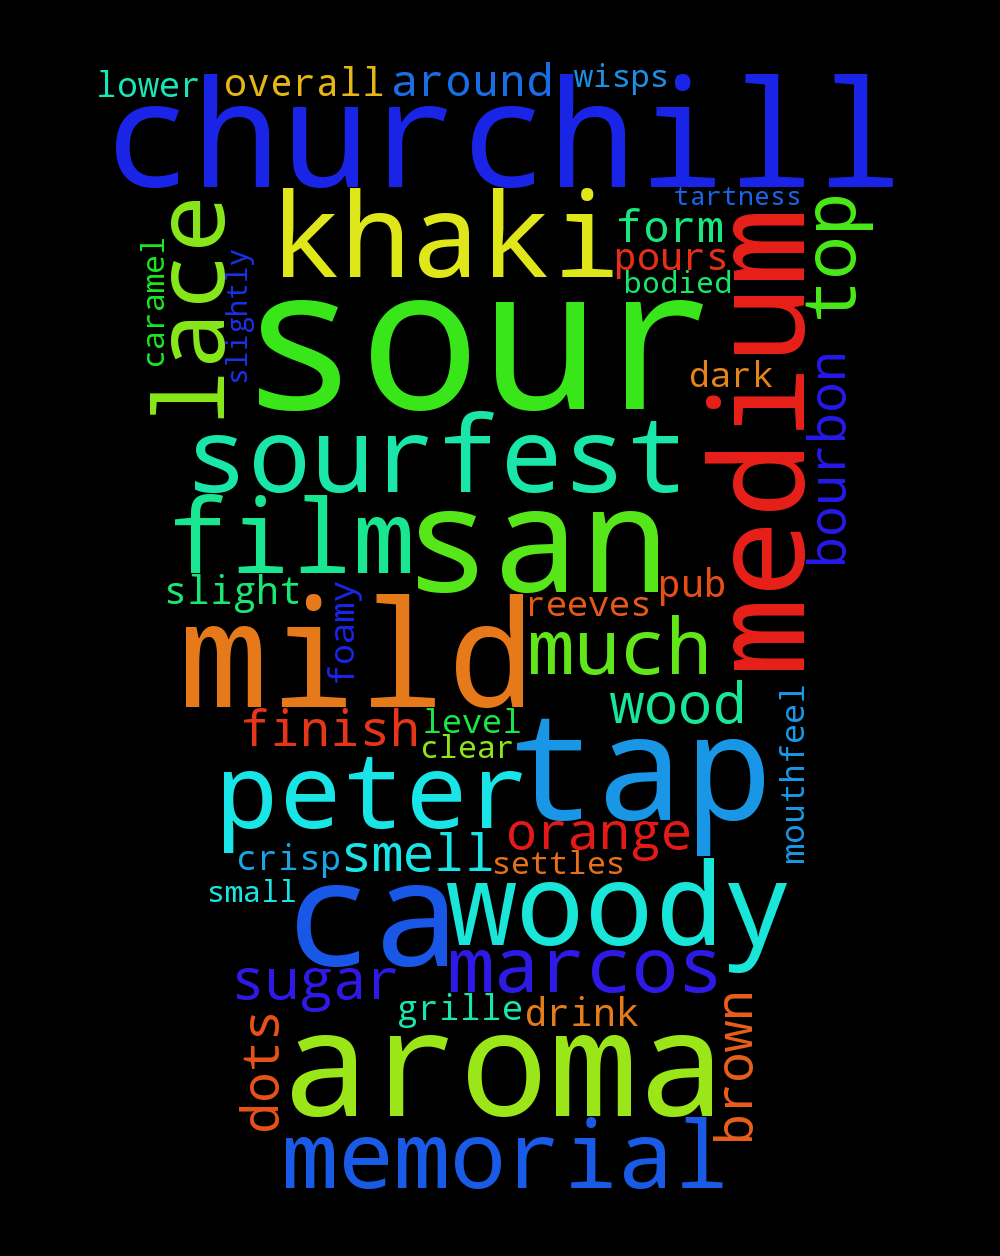 lower
overall
around
wisps
churchill
tartness
khaki
lace
top
form
medium
pours
caramel
slightly
bodied
sour
dark
bourbon
sourfest
film
san
slight
pub
foamy
reeves
mild
much
wood
finish
level
mouthfeel
clear
tap
peter
orange
crisp
smell
settles
small
ca
woody
marcos
sugar
grille
drink
brown
dots
aroma
memorial